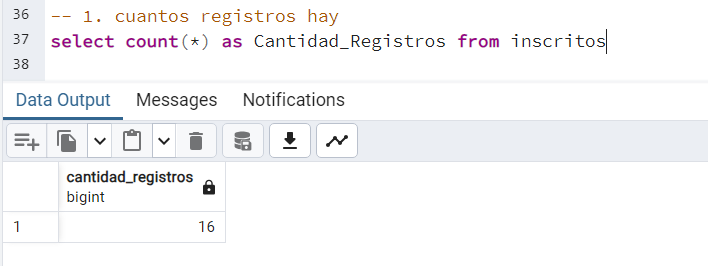 36 -- 1. cuantos registros hay
37 select count(*) as Cantidad_Registros from inscritos
38
Data Output Messages Notifications
cantidad_registros
bigint
1 16